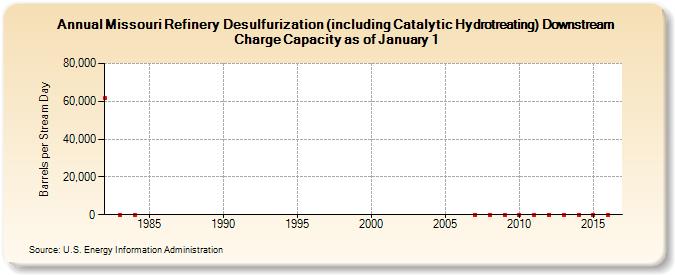 Annual Missouri Refinery Desulfurization (including Catalytic Hydrotreating) Downstream
Charge Capacity as of January 1
Barrels per Stream Day
80,000
60,000
40,000
20,000
0
1985 1990 1995 2000 2005 2010 2015
Source: U.S. Energy Information Administration